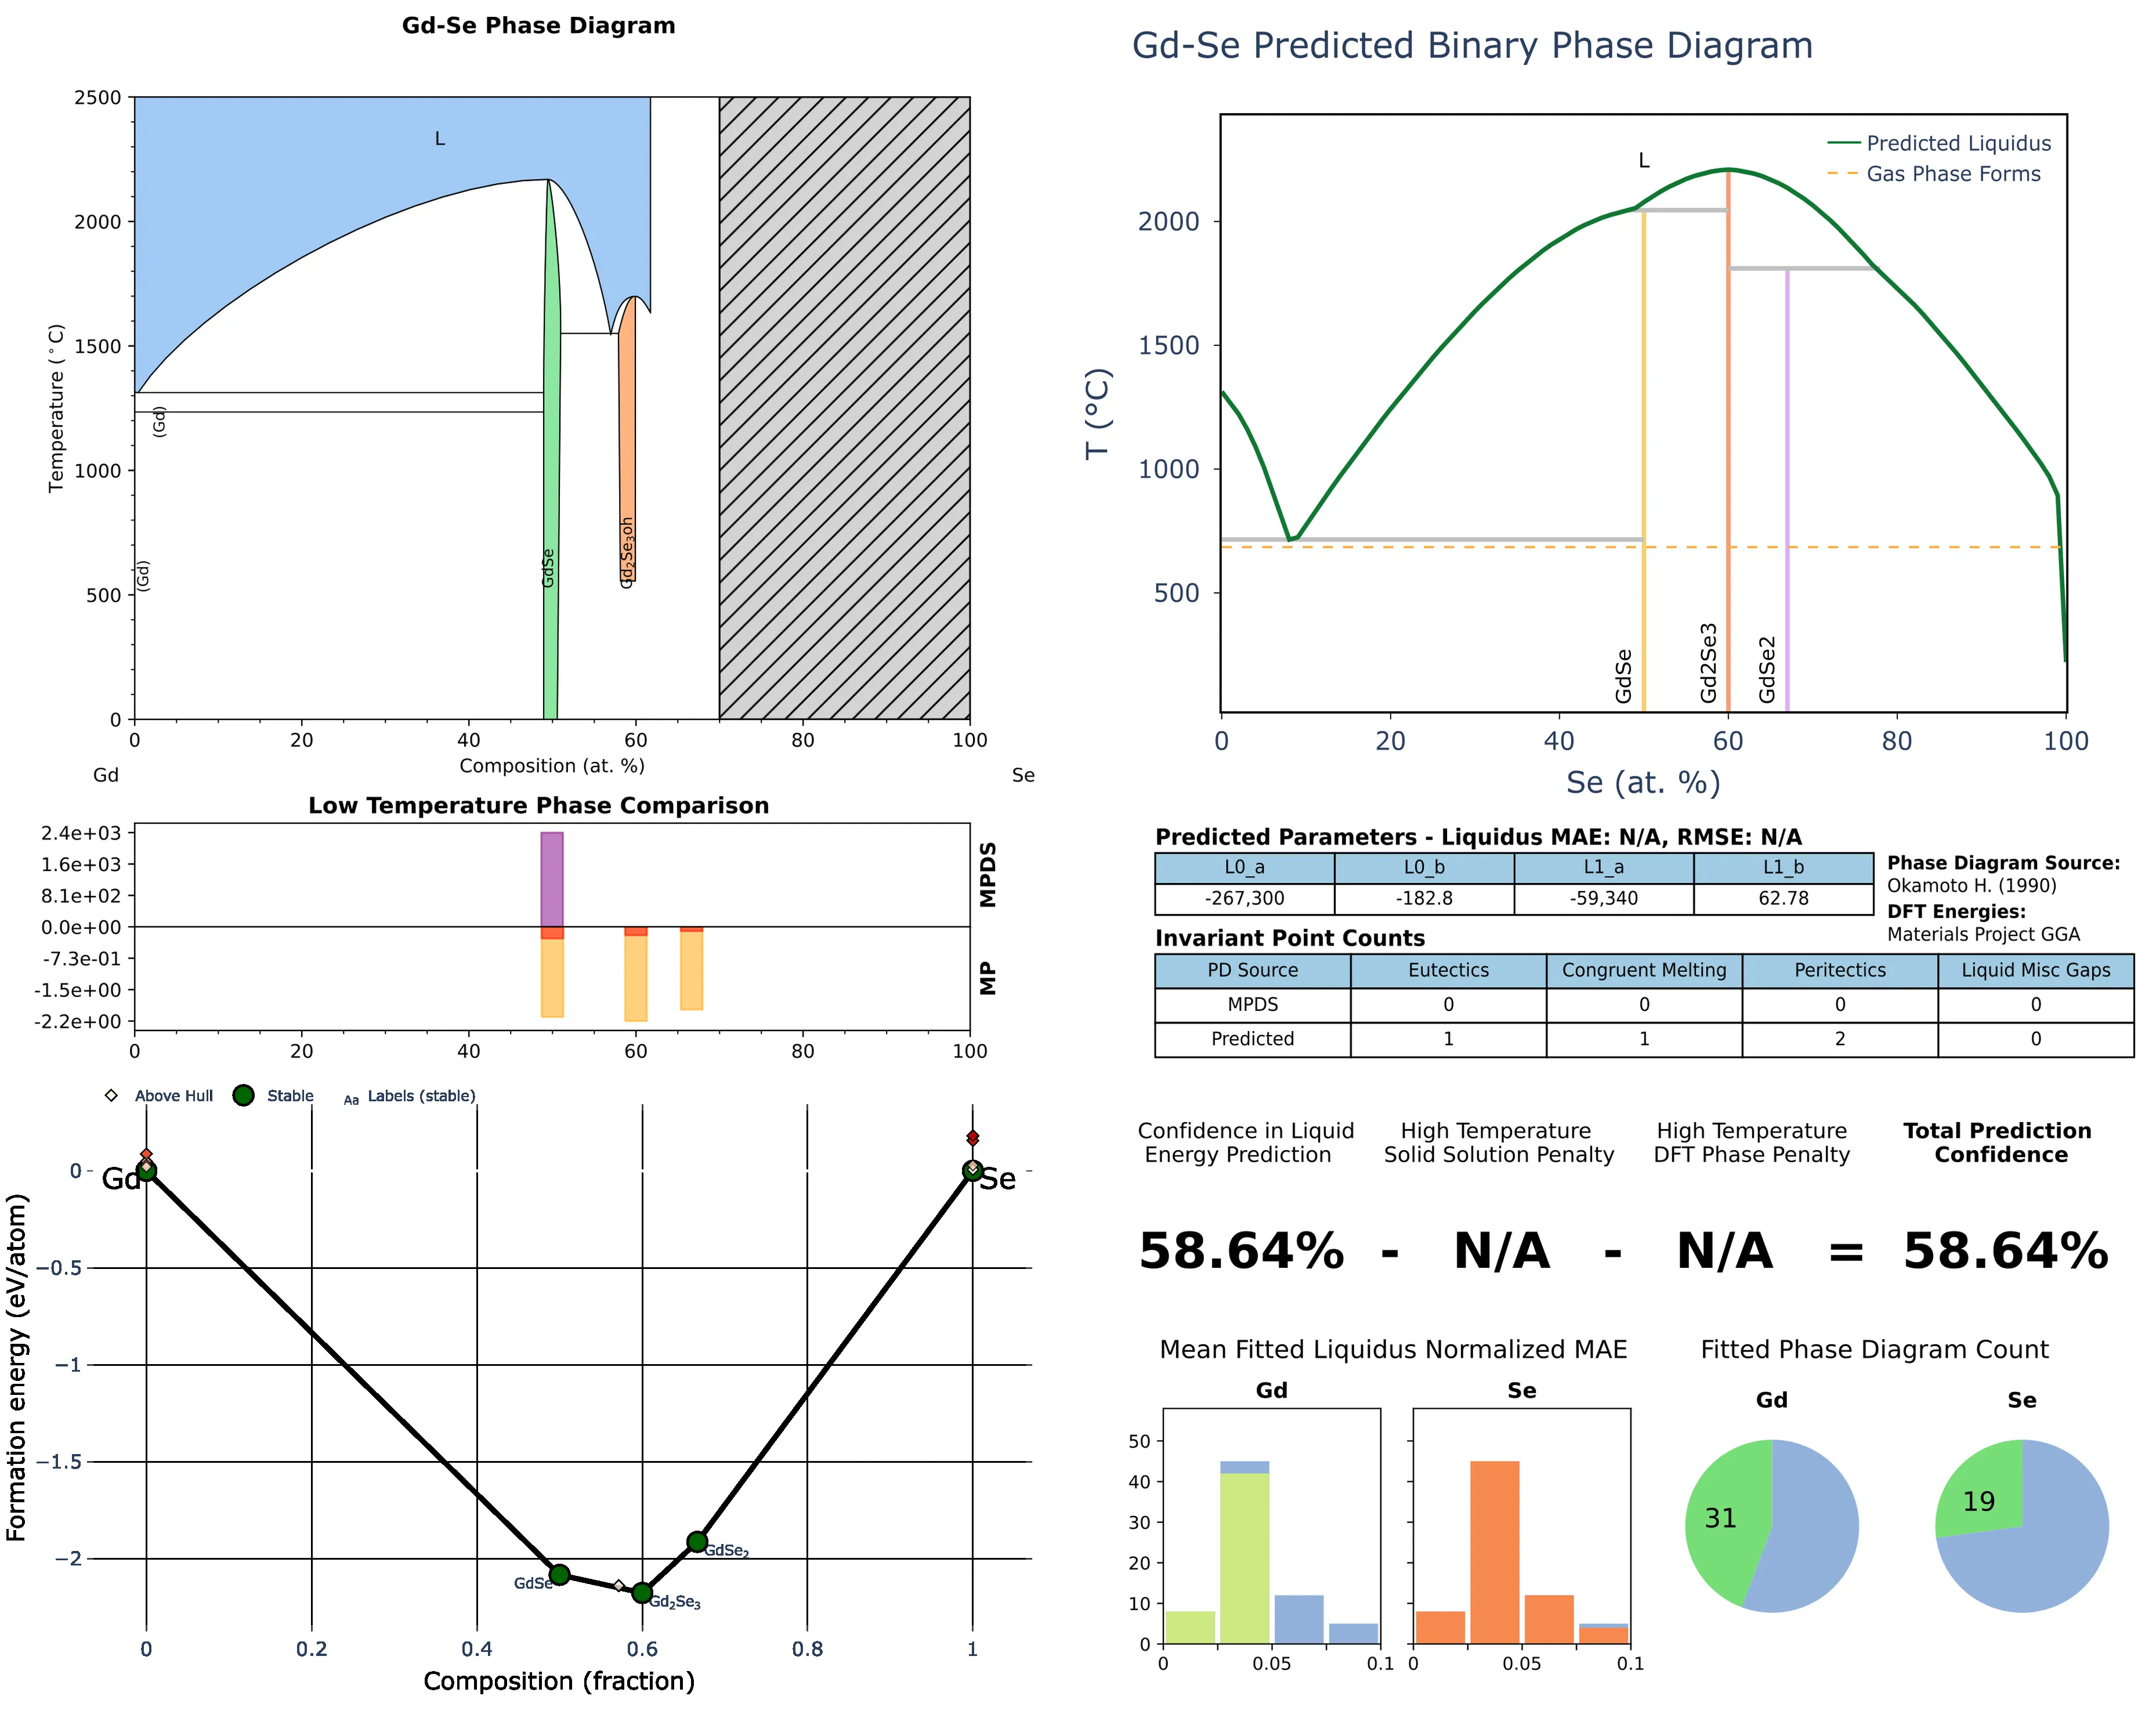 Gd-Se Phase Diagram
2500
2000
1500
1000
500
0
Temperature (°C)
L
(Gd)
(Gd)
GdSe
Gd2Se3oh
0 20 40 60 80 100
Composition (at. %)
Gd
Se
Low Temperature Phase Comparison
2.4e+03
1.6e+03
8.1e+02
0.0e+00
-7.3e-01
-1.5e+00
-2.2e+00
MPDS
MP
0 20 40 60 80 100
Above Hull Stable Aa Labels (stable)
0
−0.5
−1
−1.5
−2
Formation energy (eV/atom)
Gd
Se
GdSe
Gd2Se3
GdSe2
0 0.2 0.4 0.6 0.8 1
Composition (fraction)
Gd-Se Predicted Binary Phase Diagram
Predicted Liquidus
Gas Phase Forms
L
2000
1500
1000
500
T (°C)
GdSe
Gd2Se3
GdSe2
0 20 40 60 80 100
Se (at. %)
Predicted Parameters - Liquidus MAE: N/A, RMSE: N/A
L0_a L0_b L1_a L1_b
-267,300 -182.8 -59,340 62.78
Phase Diagram Source:
Okamoto H. (1990)
DFT Energies:
Materials Project GGA
Invariant Point Counts
PD Source Eutectics Congruent Melting Peritectics Liquid Misc Gaps
MPDS 0 0 0 0
Predicted 1 1 2 0
Confidence in Liquid
Energy Prediction
High Temperature
Solid Solution Penalty
High Temperature
DFT Phase Penalty
Total Prediction
Confidence
58.64% - N/A - N/A = 58.64%
Mean Fitted Liquidus Normalized MAE
Gd
Se
50
40
30
20
10
0
0 0.05 0.1
0 0.05 0.1
Fitted Phase Diagram Count
Gd
Se
31
19